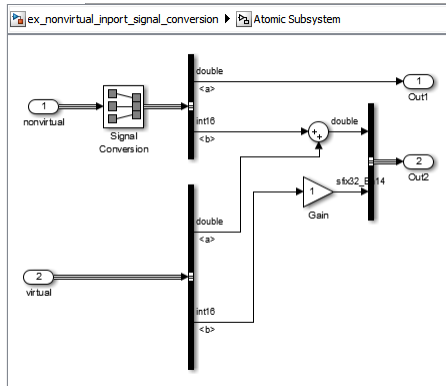 ex_nonvirtual_inport_signal_conversion Atomic Subsystem
double
<a>
1
Out1
1
nonvirtual
Signal
Conversion
int16
<b>
double
2
Out2
1
Gain
double
<a>
2
virtual
int16
<b>